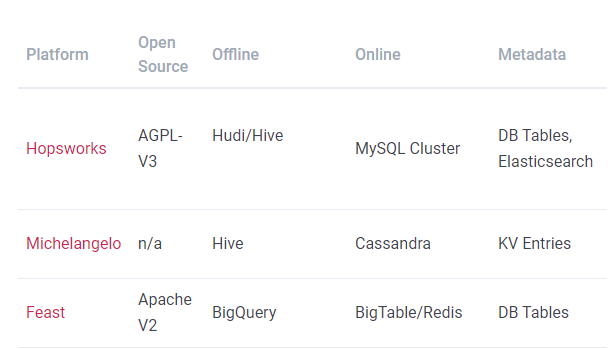 Platform Open Source Offline Online Metadata
Hopsworks AGPL-V3 Hudi/Hive MySQL Cluster DB Tables, Elasticsearch
Michelangelo n/a Hive Cassandra KV Entries
Feast Apache V2 BigQuery BigTable/Redis DB Tables